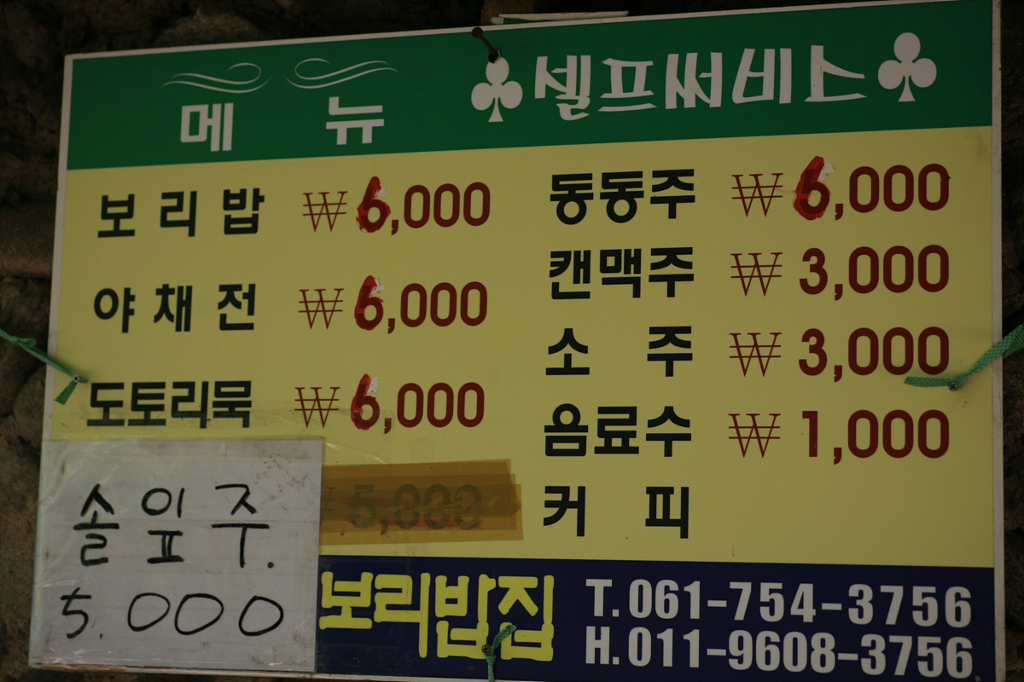 메 뉴 ♣셀프써비스♣
보리밥 ₩6,000
야채전 ₩6,000
도토리묵 ₩6,000
5,000
솔잎주.
5.000
동동주 ₩6,000
캔맥주 ₩3,000
소 주 ₩3,000
음료수 ₩1,000
커 피
보리밥집
T.061-754-3756
H.011-9608-3756